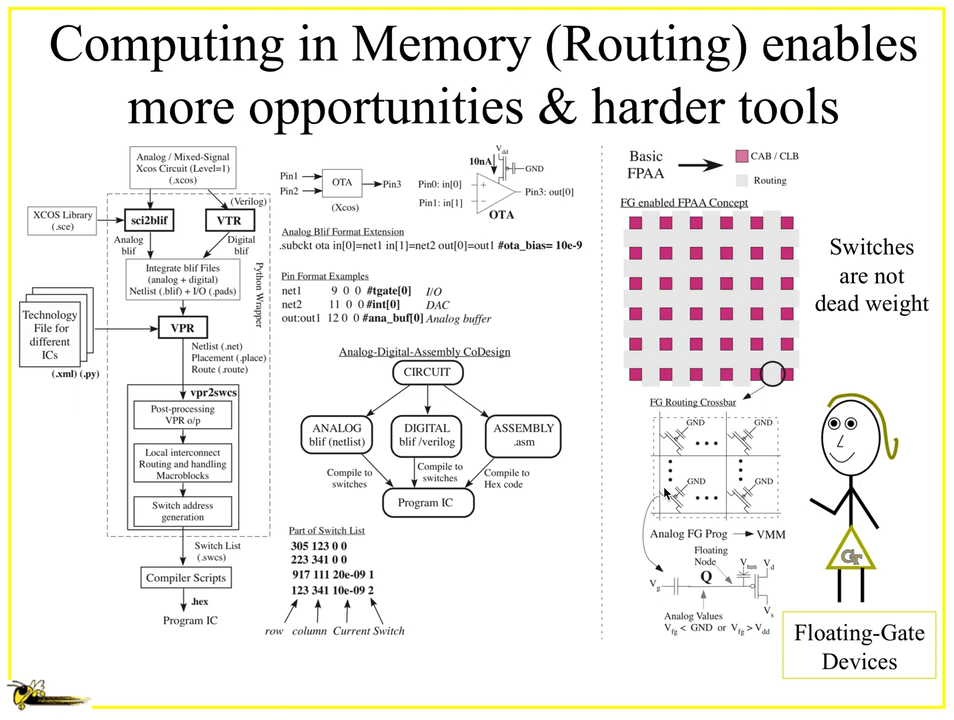 Computing in Memory (Routing) enables
more opportunities & harder tools
Analog / Mixed-Signal
Xcos Circuit (Level=1)
(.xcos)
(Verilog)
XCOS Library
(.sce)
sci2blif
VTR
Analog
blif
Digital
blif
Integrate blif Files
(analog + digital)
Netlist (.blif) + I/O (.pads)
Python Wrapper
Technology
File for
different
ICs
(.xml) (.py)
VPR
Netlist (.net)
Placement (.place)
Route (.route)
vpr2swcs
Post-processing
VPR o/p
Local interconnect
Routing and handling
Macroblocks
Switch address
generation
Switch List
(.swcs)
Compiler Scripts
.hex
Program IC
Pin1
Pin2
OTA
Pin3
(Xcos)
Vdd
10nA
GND
Pin0: in[0]
Pin1: in[1]
+
-
Pin3: out[0]
OTA
Analog Blif Format Extension
.subckt ota in[0]=net1 in[1]=net2 out[0]=out1 #ota_bias= 10e-9
Pin Format Examples
net1 9 0 0 #tgate[0] I/O
net2 11 0 0 #int[0] DAC
out:out1 12 0 0 #ana_buf[0] Analog buffer
Analog-Digital-Assembly CoDesign
CIRCUIT
ANALOG
blif (netlist)
DIGITAL
blif /verilog
ASSEMBLY
.asm
Compile to
switches
Compile to
switches
Compile to
Hex code
Program IC
Part of Switch List
305 123 0 0
223 341 0 0
917 111 20e-09 1
123 341 10e-09 2
row column Current Switch
Basic
FPAA
CAB / CLB
Routing
FG enabled FPAA Concept
Switches
are not
dead weight
FG Routing Crossbar
GND
GND
GND
GND
Analog FG Prog
VMM
Floating
Node
Vtun
Vd
Vg
Q
Vs
Analog Values
Vfg < GND or Vfg > Vdd
GT
Floating-Gate
Devices